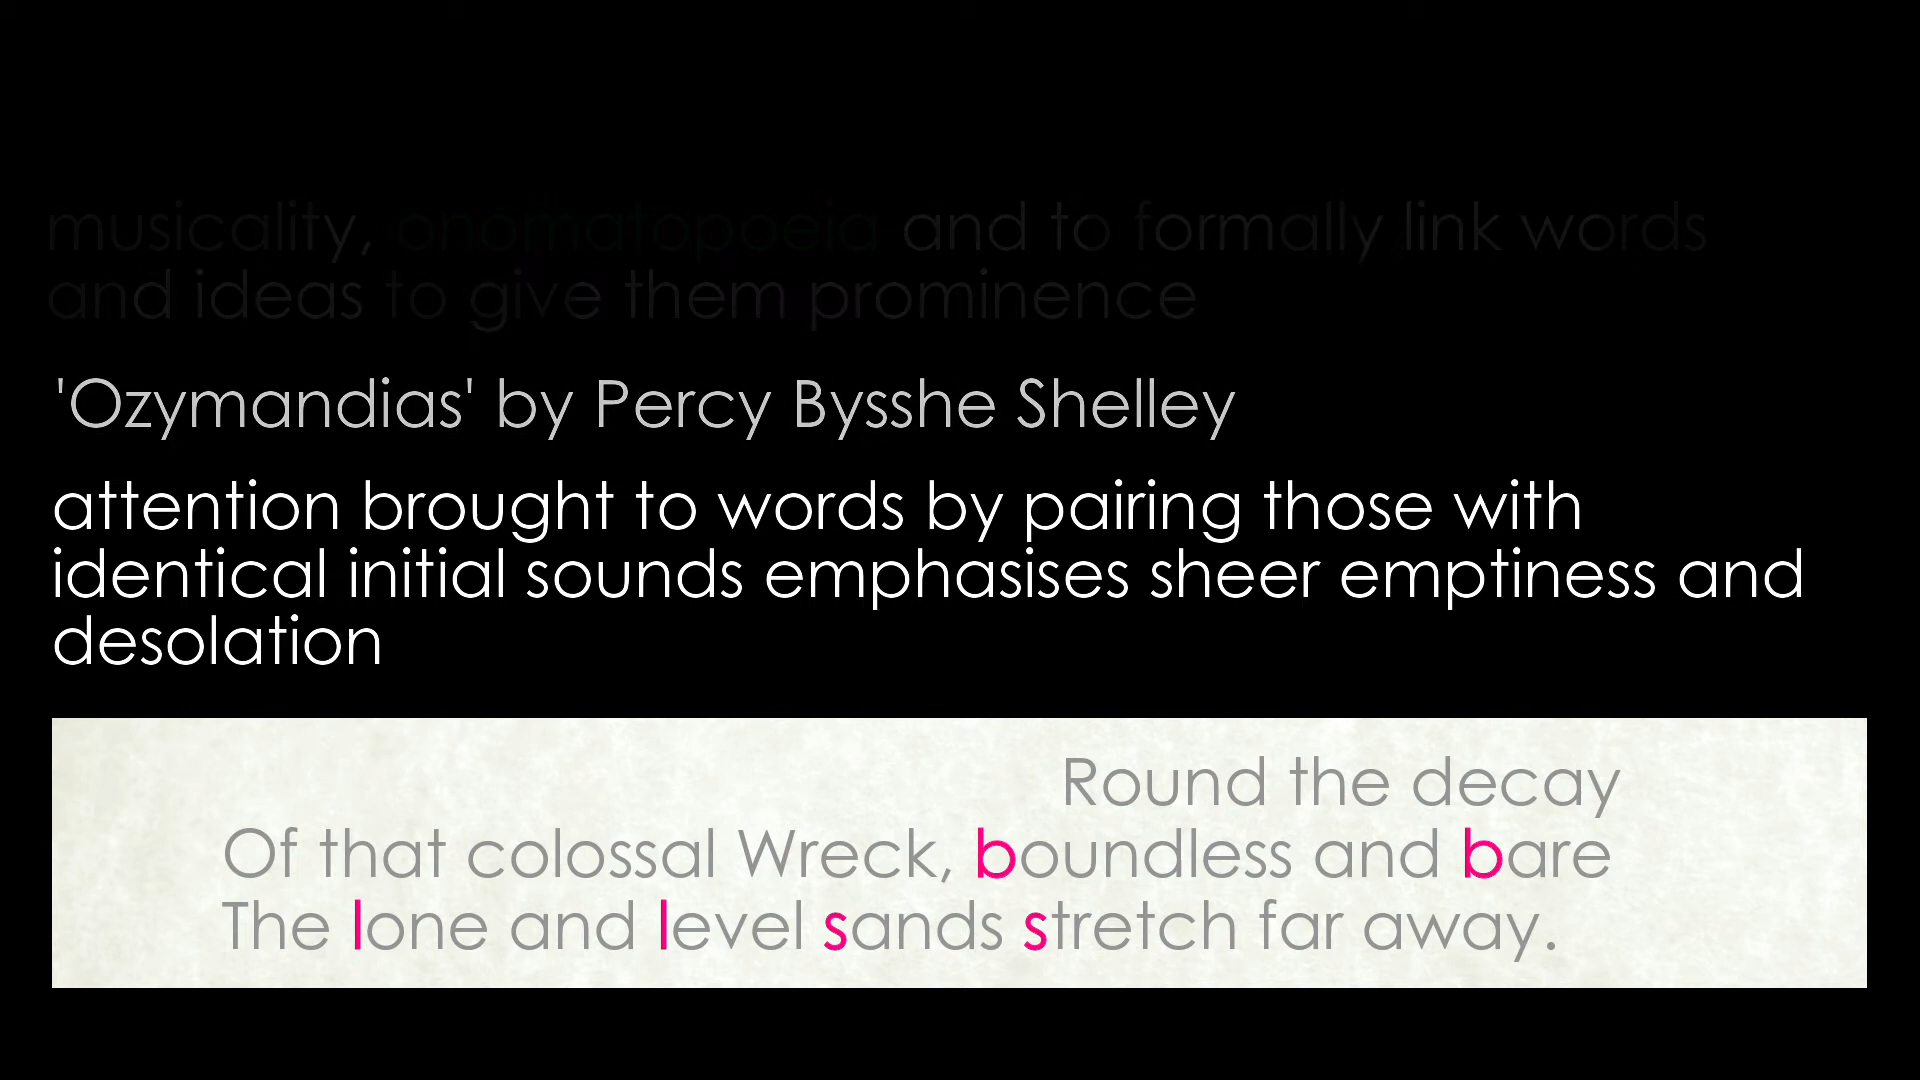 musicality, onomatopoeia and to formally link words
and ideas to give them prominence
'Ozymandias' by Percy Bysshe Shelley
attention brought to words by pairing those with
identical initial sounds emphasises sheer emptiness and
desolation
Round the decay
Of that colossal Wreck, boundless and bare
The lone and level sands stretch far away.